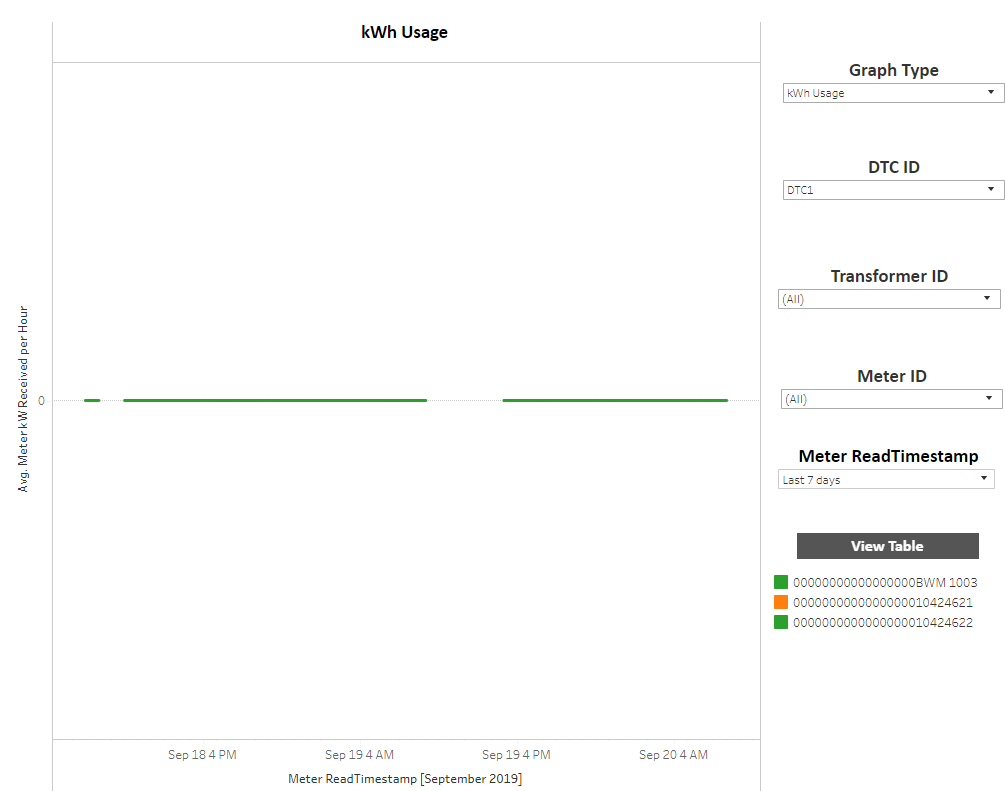 kWh Usage
Avg. Meter kW Received per Hour
0
Sep 18 4 PM
Sep 19 4 AM
Sep 19 4 PM
Sep 20 4 AM
Meter ReadTimestamp [September 2019]
Graph Type
kWh Usage
DTC ID
DTC1
Transformer ID
(All)
Meter ID
(All)
Meter ReadTimestamp
Last 7 days
View Table
00000000000000000BWM 1003
0000000000000000010424621
0000000000000000010424622